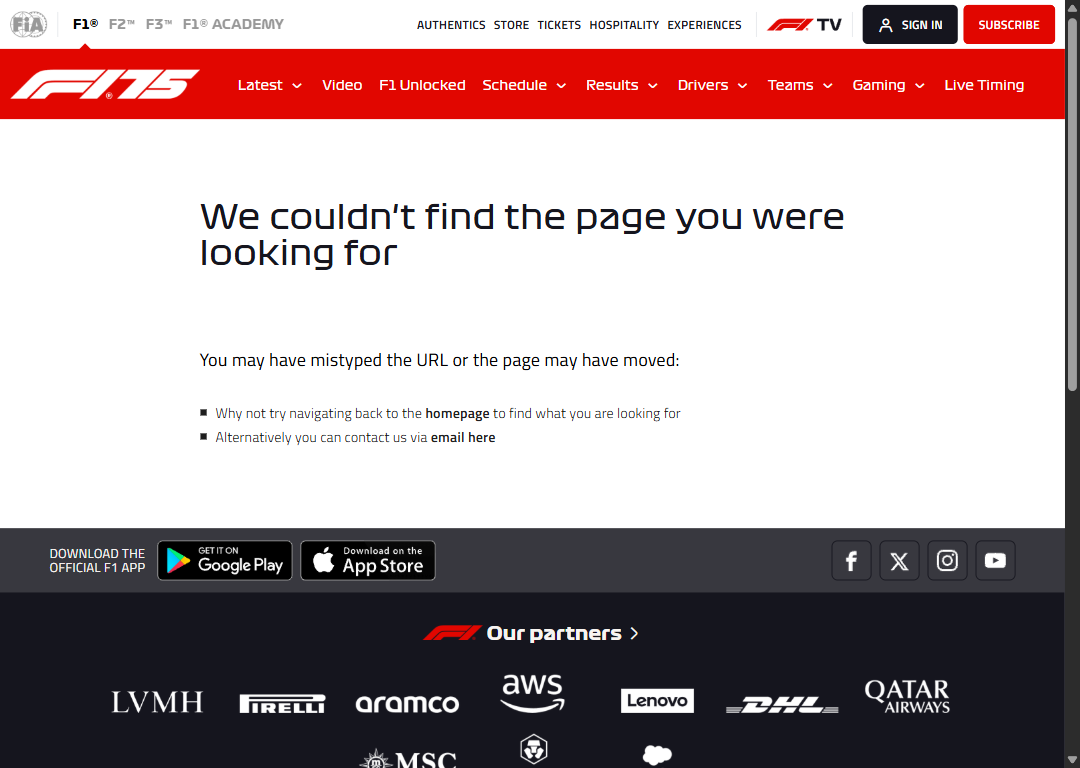 FIA
F1® F2™ F3™ F1® ACADEMY
AUTHENTICS STORE TICKETS HOSPITALITY EXPERIENCES
F1 TV
SIGN IN
SUBSCRIBE
F1 75
Latest Video F1 Unlocked Schedule Results Drivers Teams Gaming Live Timing
We couldn't find the page you were
looking for
You may have mistyped the URL or the page may have moved:
Why not try navigating back to the homepage to find what you are looking for
Alternatively you can contact us via email here
DOWNLOAD THE
OFFICIAL F1 APP
GET IT ON
Google Play
Download on the
App Store
F1 Our partners
LVMH
PIRELLI
aramco
aws
Lenovo
DHL
QATAR
AIRWAYS
MSC